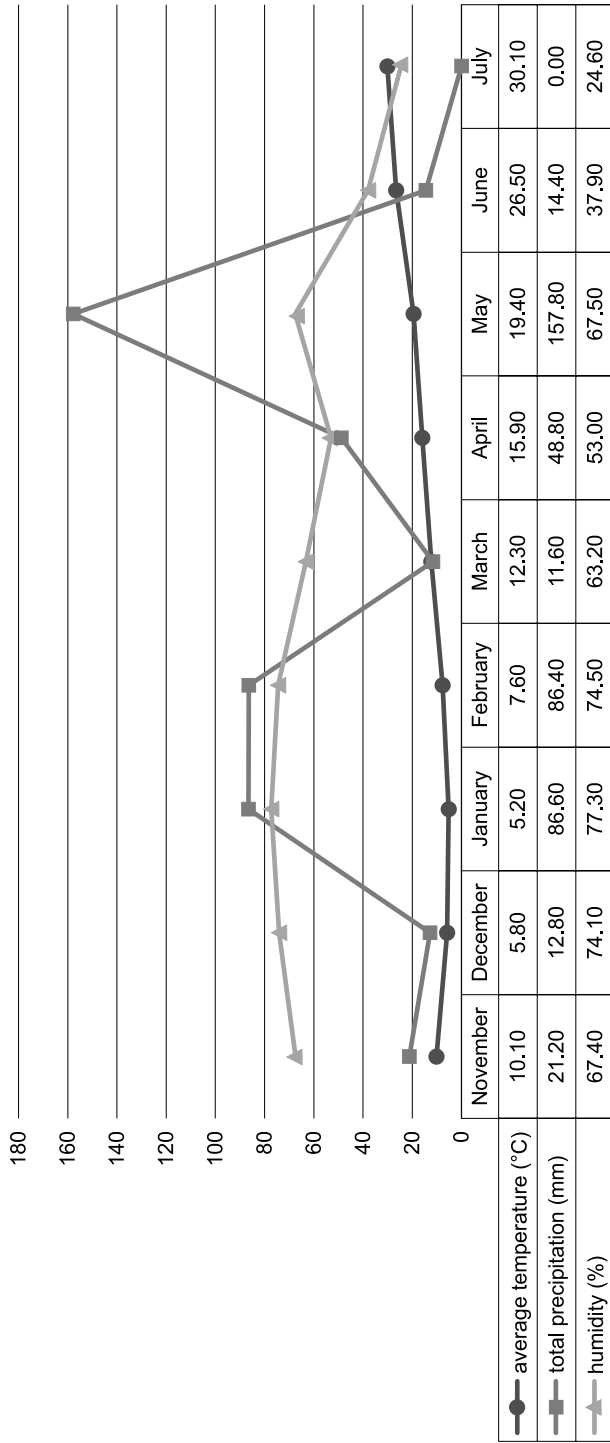 180
160
140
120
100
80
60
40
20
0
November December January February March April May June July
average temperature (°C) 10.10 5.80 5.20 7.60 12.30 15.90 19.40 26.50 30.10
total precipitation (mm) 21.20 12.80 86.60 86.40 11.60 48.80 157.80 14.40 0.00
humidity (%) 67.40 74.10 77.30 74.50 63.20 53.00 67.50 37.90 24.60